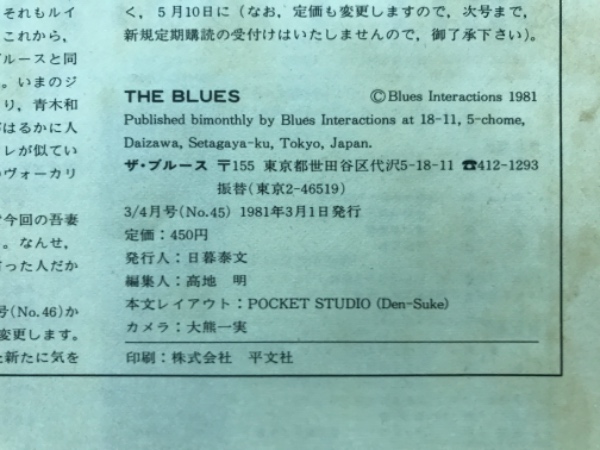 それもルイ
これから,
ブルースと同
。いまのジ
り, 青木和
がはるかに人
レが似てい
のヴォーカリ
今回の吾妻
。なんせ,
言った人だか
号(No.46)か
変更します。
た新たに気を
く, 5月10日に (なお, 定価も変更しますので, 次号まで,
新規定期購読の受付けはいたしませんので, 御了承下さい)。
THE BLUES ©Blues Interactions 1981
Published bimonthly by Blues Interactions at 18-11, 5-chome,
Daizawa, Setagaya-ku, Tokyo, Japan.
ザ・ブルース 〒155 東京都世田谷区代沢5-18-11 ☎412-1293
振替(東京2-46519)
3/4月号(No.45) 1981年3月1日発行
定価：450円
発行人：日暮泰文
編集人：高地 明
本文レイアウト：POCKET STUDIO (Den-Suke)
カメラ：大熊一実
印刷：株式会社 平文社